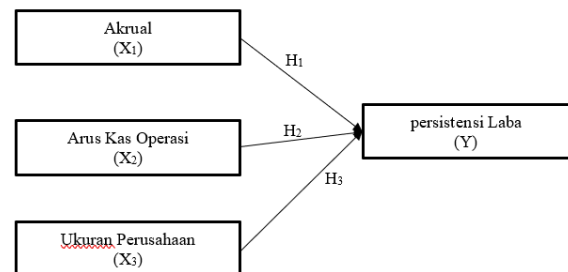 Akrual
(X₁)
H₁
Arus Kas Operasi
(X₂)
H₂
persistensi Laba
(Y)
H₃
Ukuran Perusahaan
(X₃)